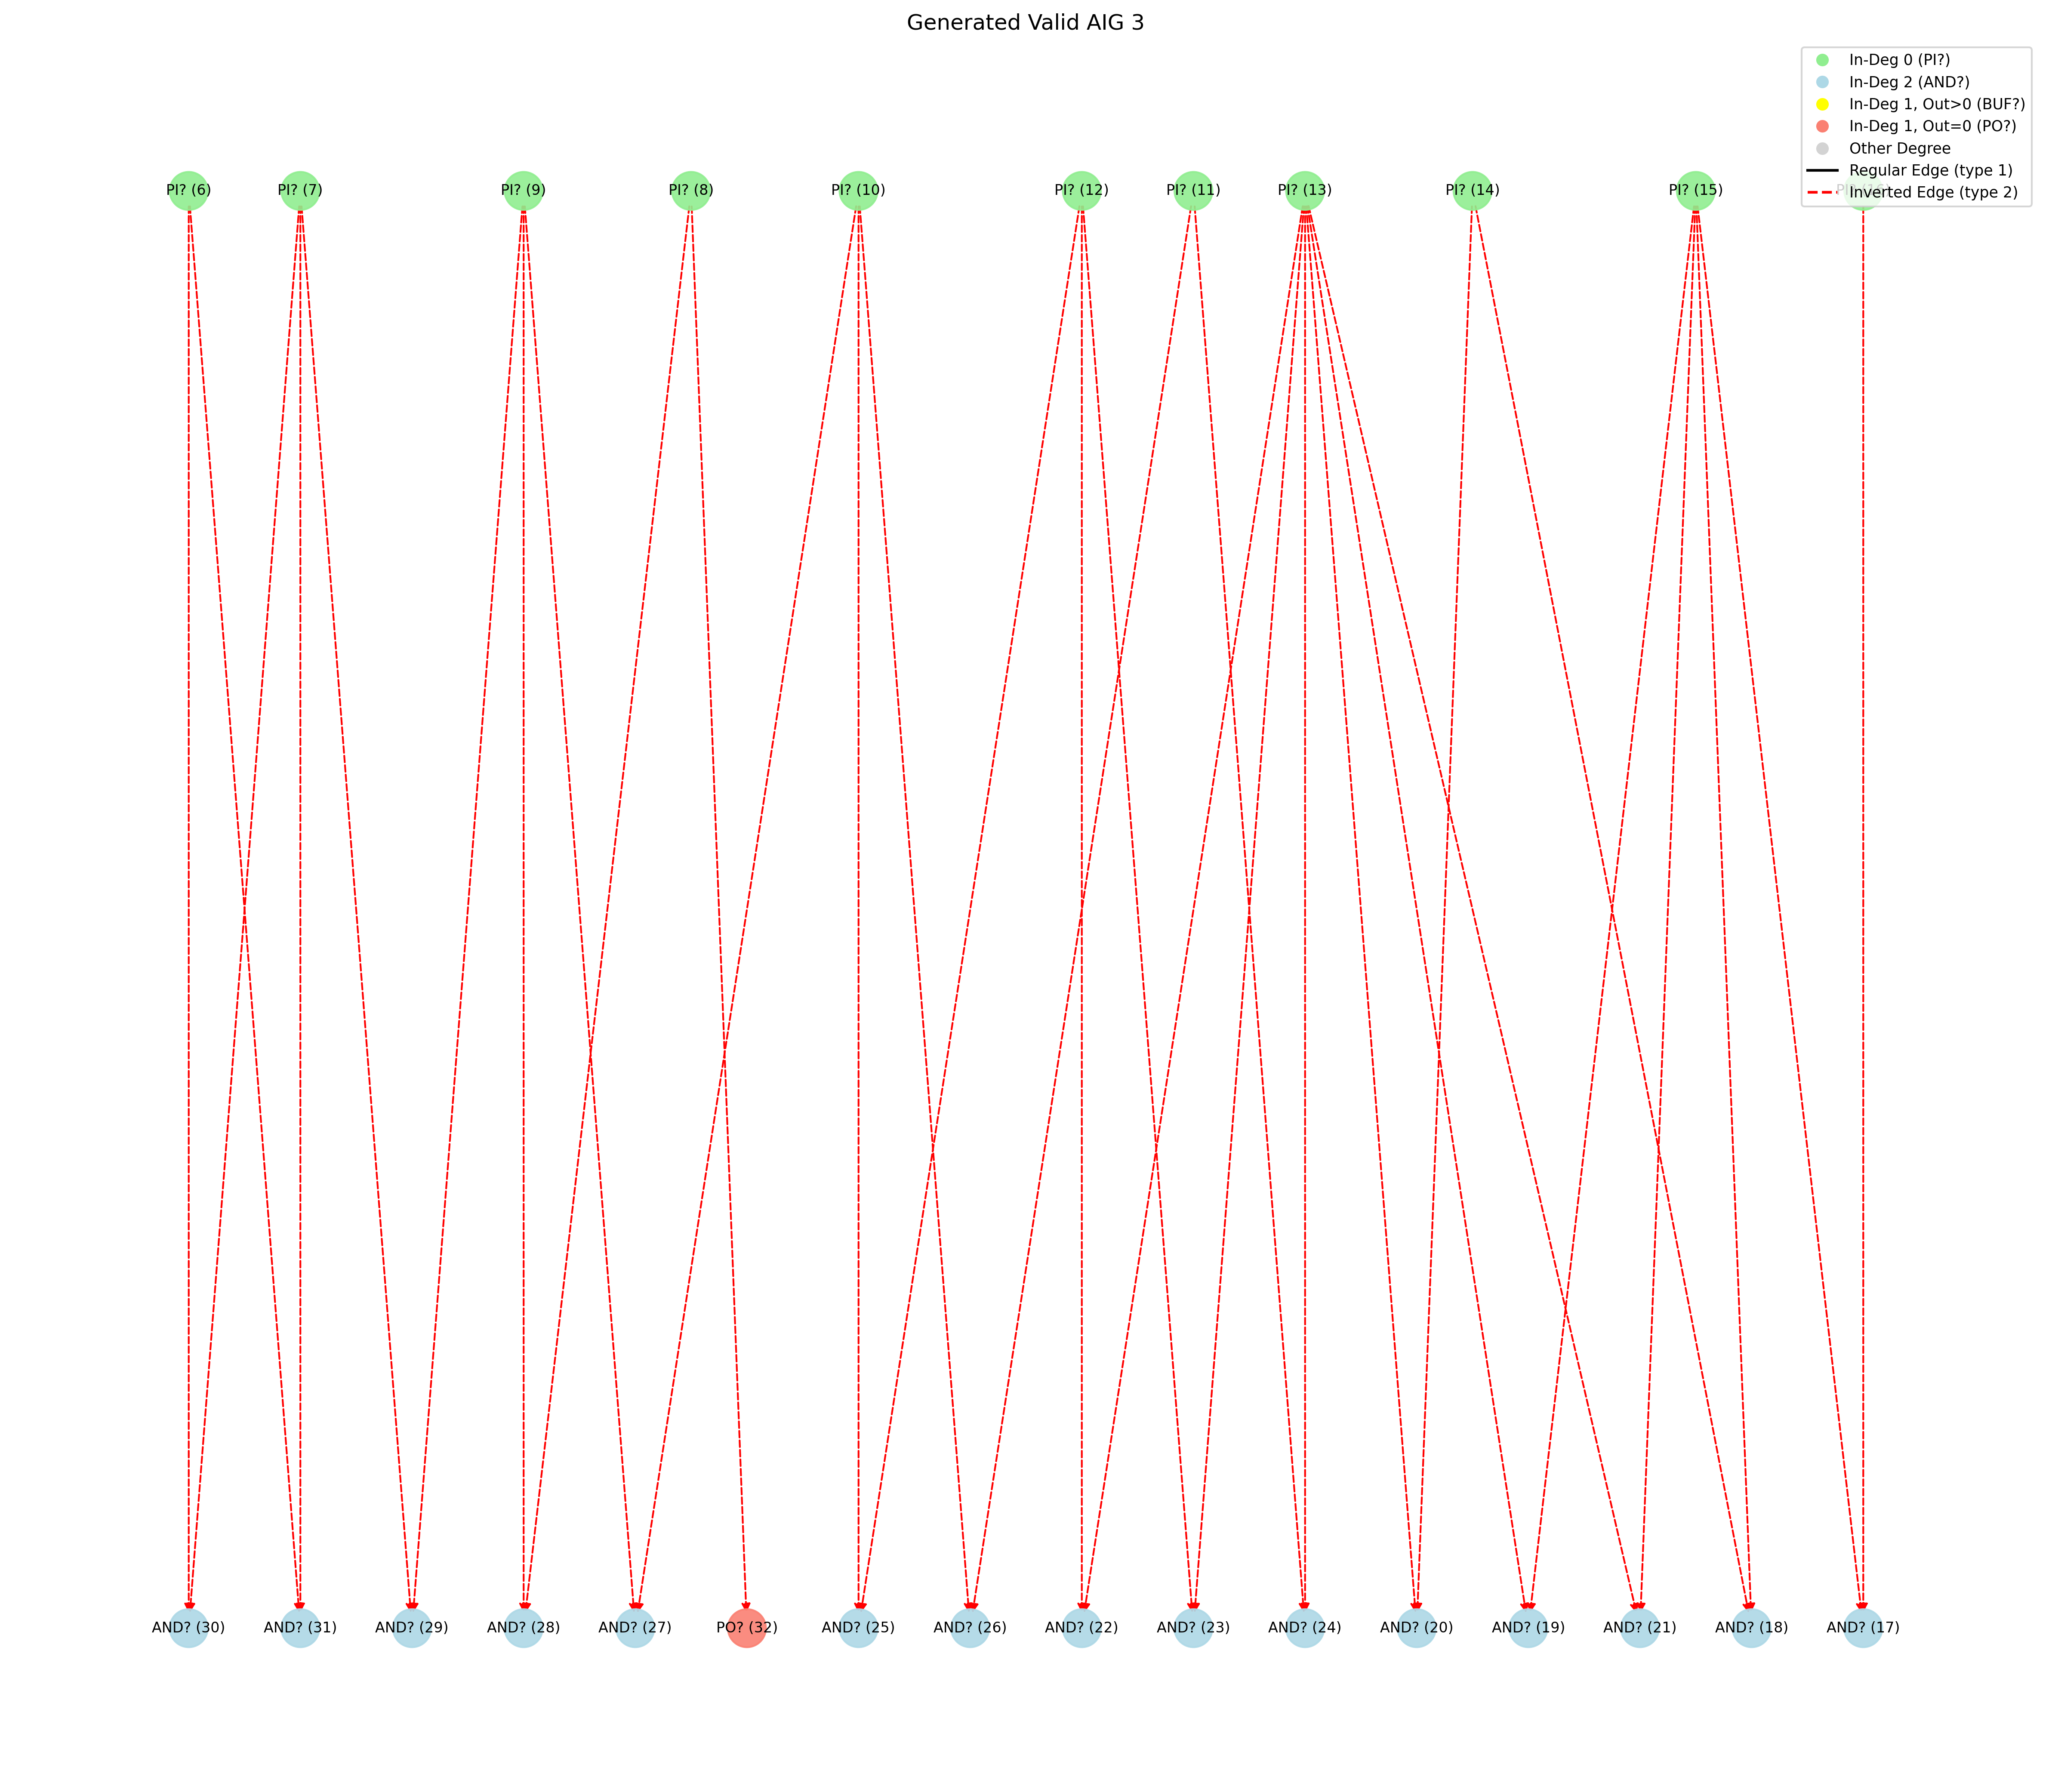 Generated Valid AIG 3
In-Deg 0 (PI?)
In-Deg 2 (AND?)
In-Deg 1, Out>0 (BUF?)
In-Deg 1, Out=0 (PO?)
Other Degree
Regular Edge (type 1)
Inverted Edge (type 2)
PI? (6) PI? (7) PI? (9) PI? (8) PI? (10) PI? (12) PI? (11) PI? (13) PI? (14) PI? (15) PI? (16)
AND? (30) AND? (31) AND? (29) AND? (28) AND? (27) PO? (32) AND? (25) AND? (26) AND? (22) AND? (23) AND? (24) AND? (20) AND? (19) AND? (21) AND? (18) AND? (17)